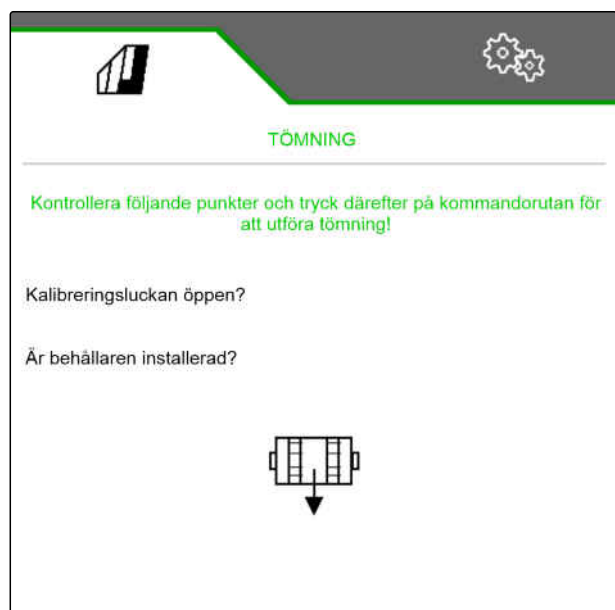 TÖMNING
Kontrollera följande punkter och tryck därefter på kommandorutan för
att utföra tömning!
Kalibreringsluckan öppen?
Är behållaren installerad?